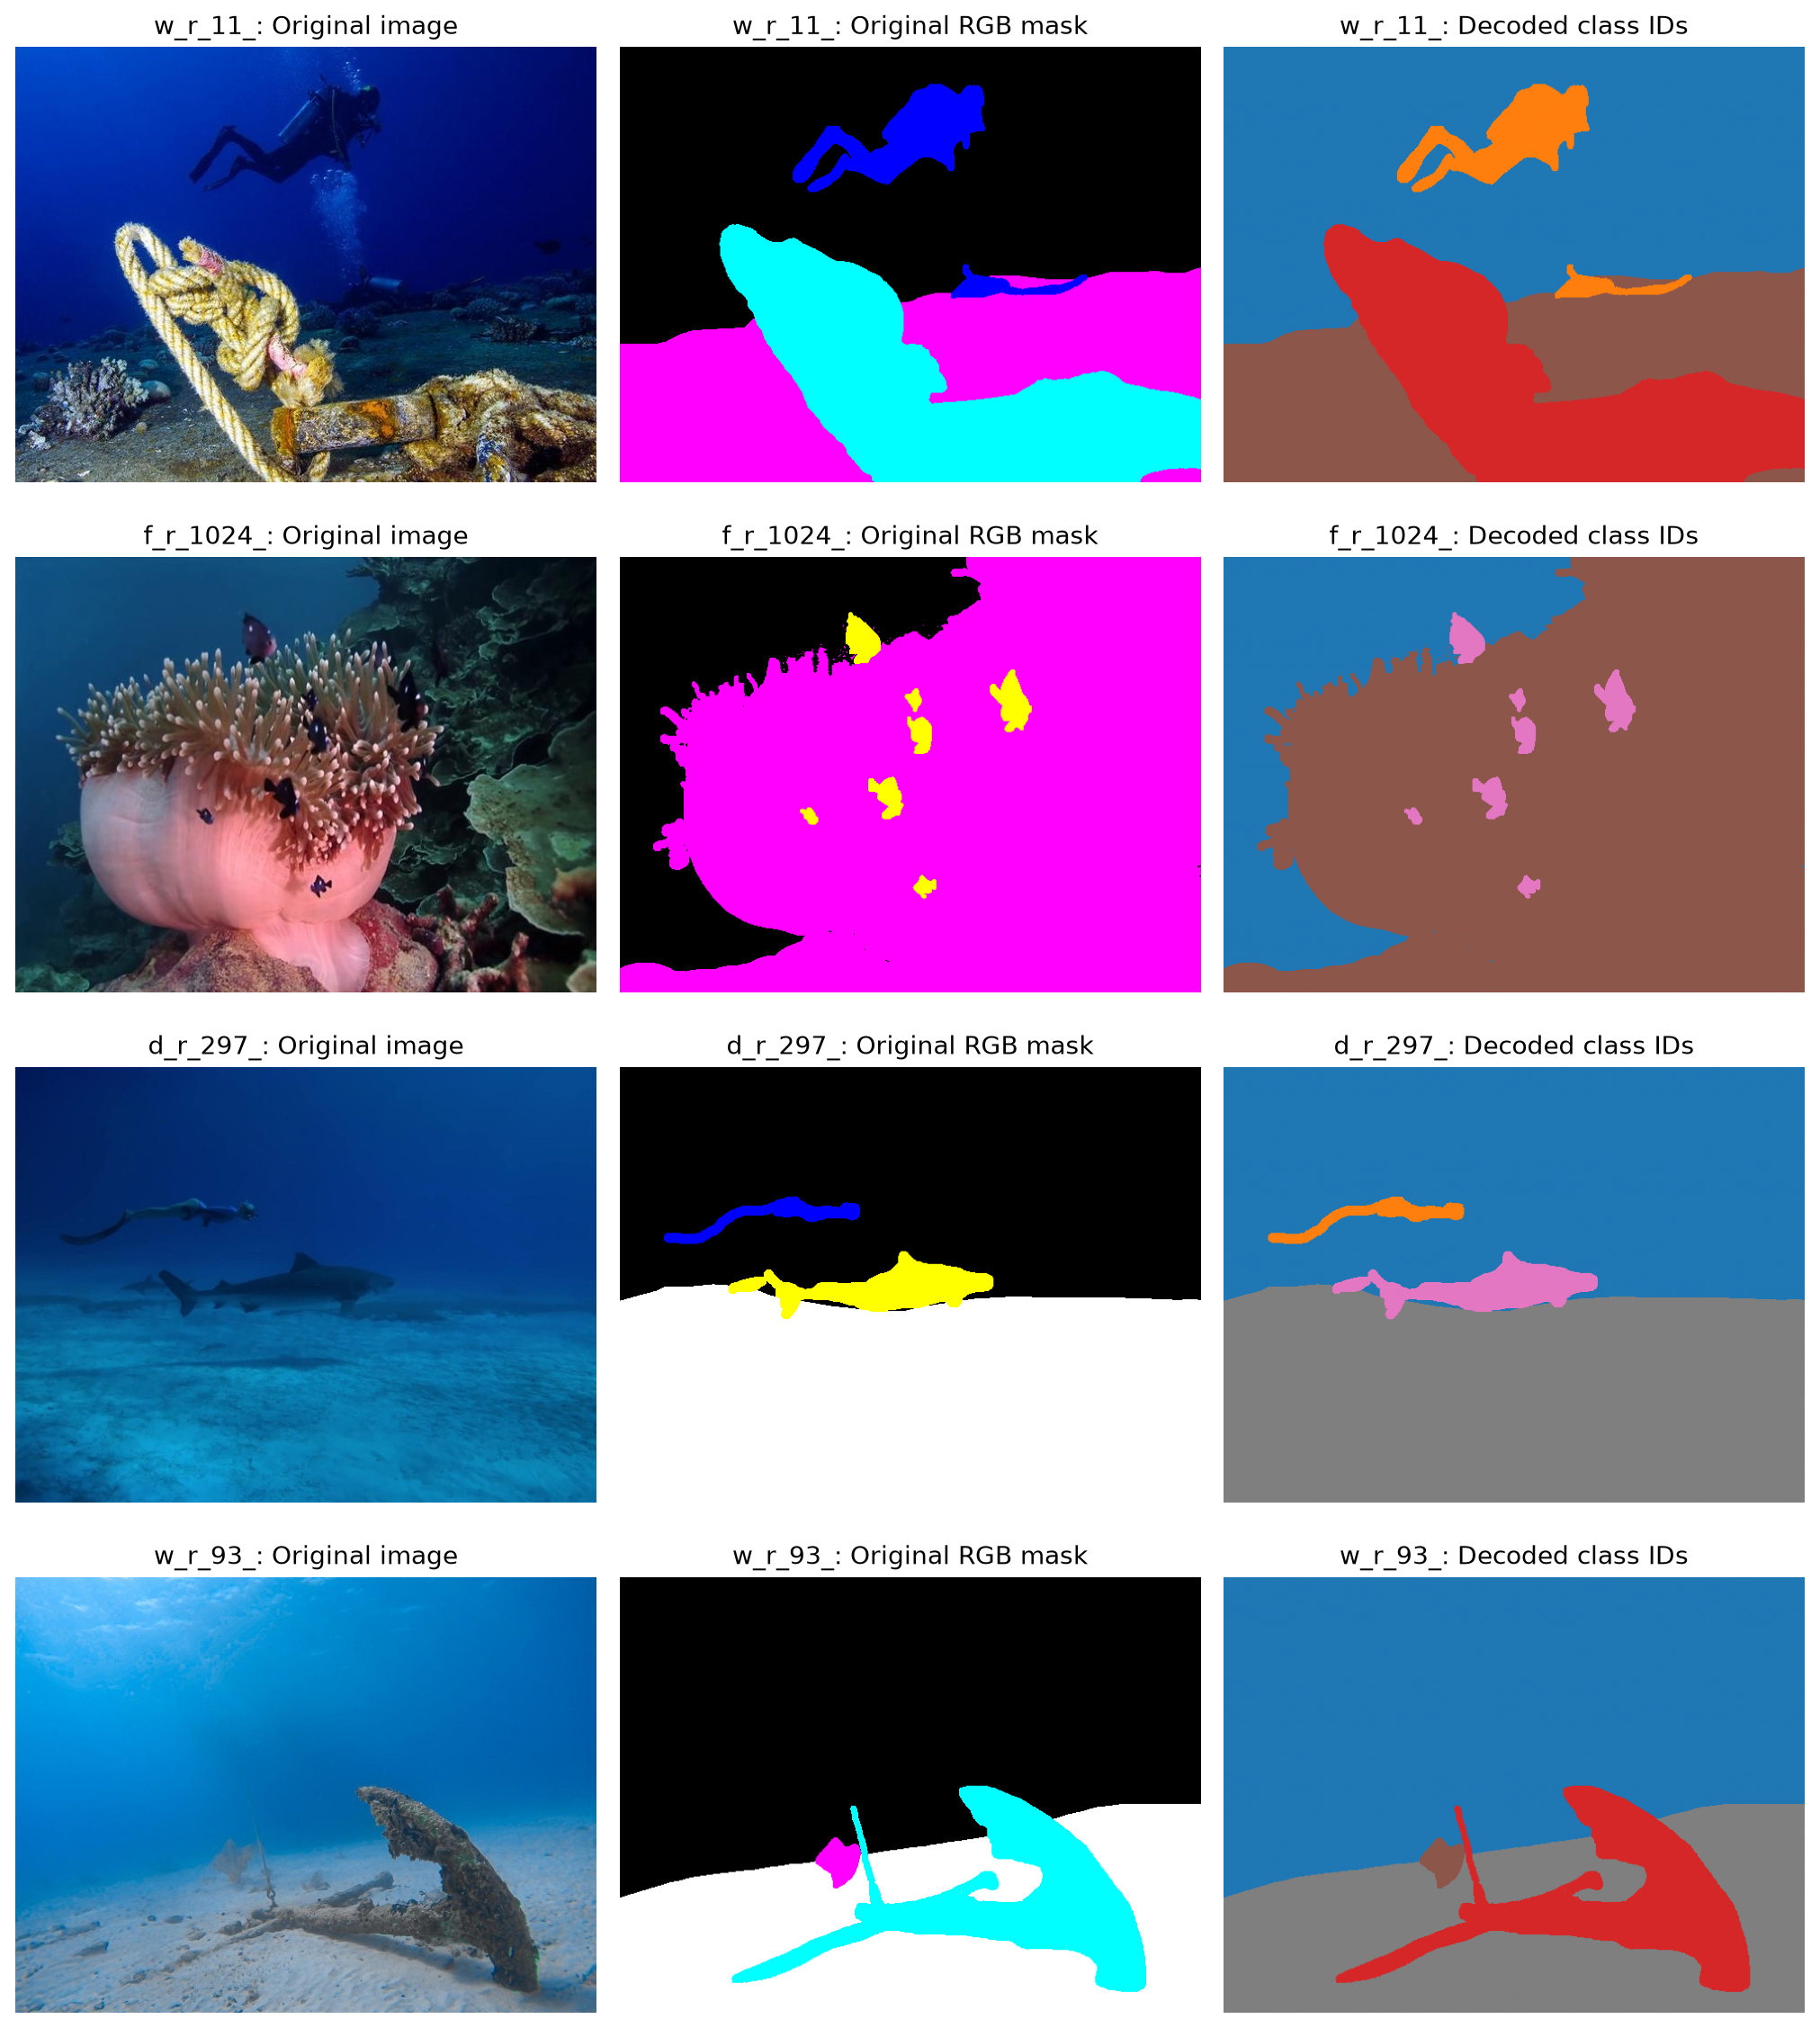 w_r_11_: Original image
w_r_11_: Original RGB mask
w_r_11_: Decoded class IDs
f_r_1024_: Original image
f_r_1024_: Original RGB mask
f_r_1024_: Decoded class IDs
d_r_297_: Original image
d_r_297_: Original RGB mask
d_r_297_: Decoded class IDs
w_r_93_: Original image
w_r_93_: Original RGB mask
w_r_93_: Decoded class IDs